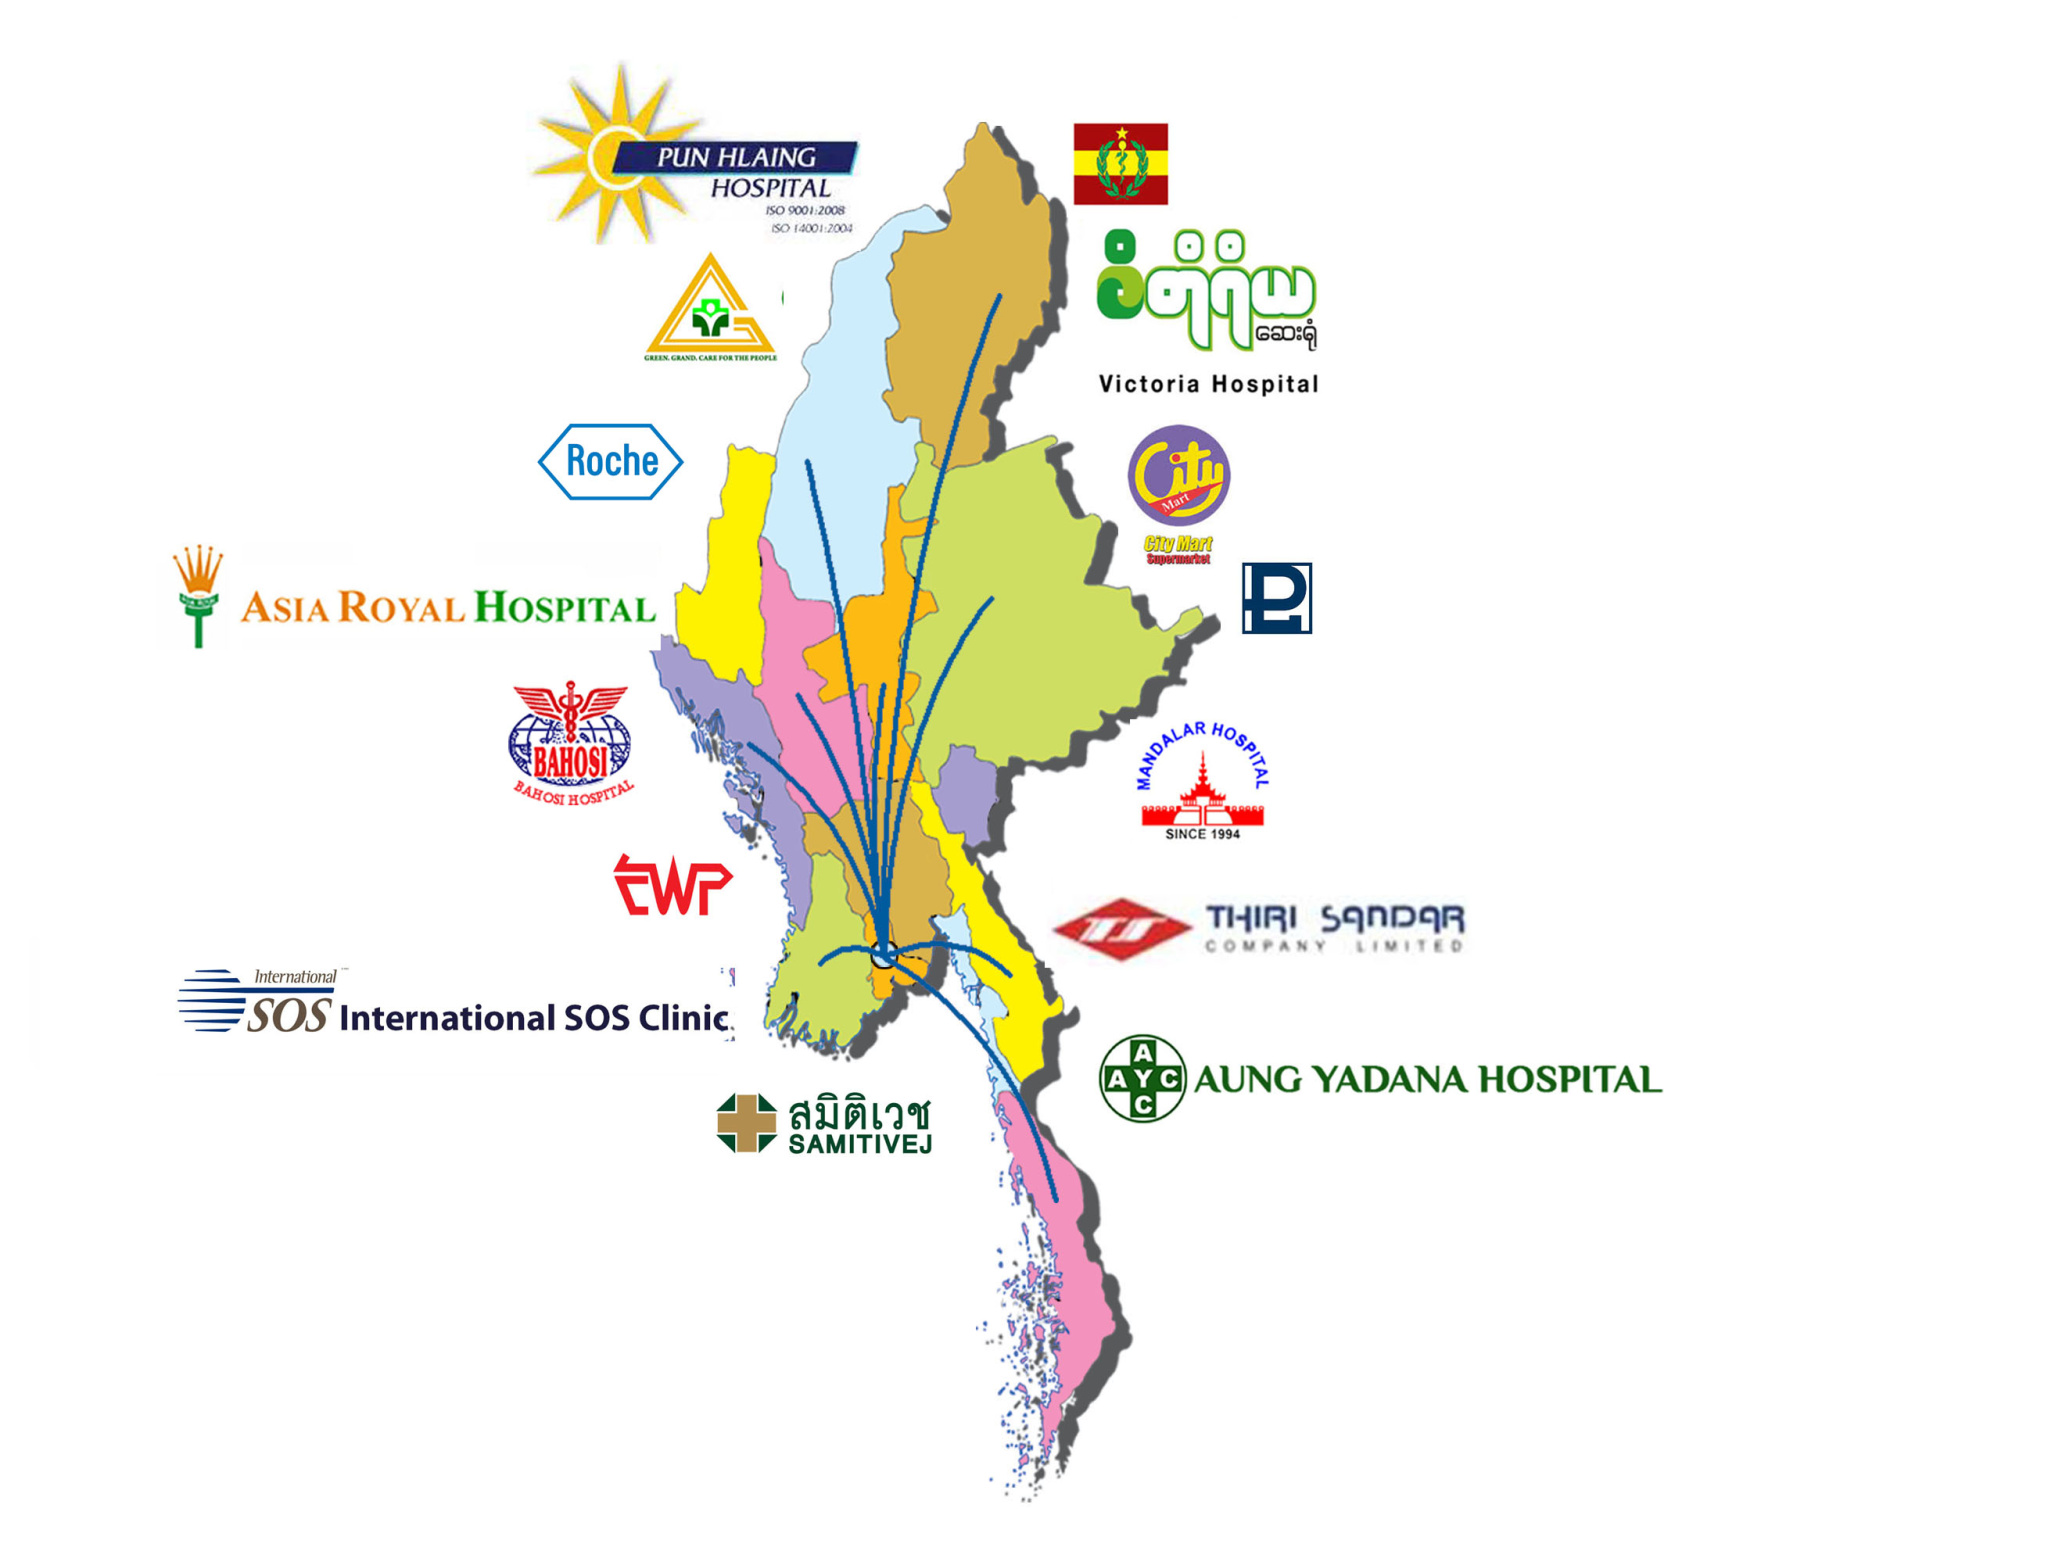 PUN HLAING
HOSPITAL
ISO 9001:2008
ISO 14001:2004
GREEN. GRAND. CARE FOR THE PEOPLE
ဝိတိုရိယ
ဆေးရုံ
Victoria Hospital
Roche
City
Mart
City Mart
Supermarket
ASIA ROYAL HOSPITAL
BAHOSI
BAHOSI HOSPITAL
MANDALAR HOSPITAL
SINCE 1994
TS
THIRI SANDAR
COMPANY LIMITED
International
SOS
International SOS Clinic
A
AYC
C
AUNG YADANA HOSPITAL
สมิติเวช
SAMITIVEJ